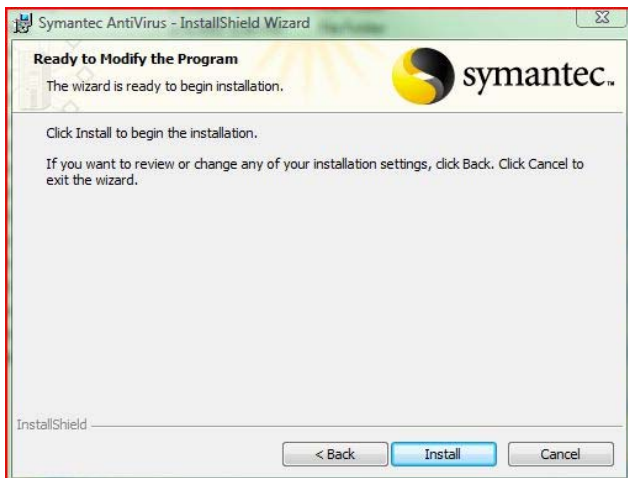 Symantec AntiVirus - InstallShield Wizard
Ready to Modify the Program
The wizard is ready to begin installation.
symantec.
Click Install to begin the installation.
If you want to review or change any of your installation settings, click Back. Click Cancel to
exit the wizard.
InstallShield
< Back
Install
Cancel